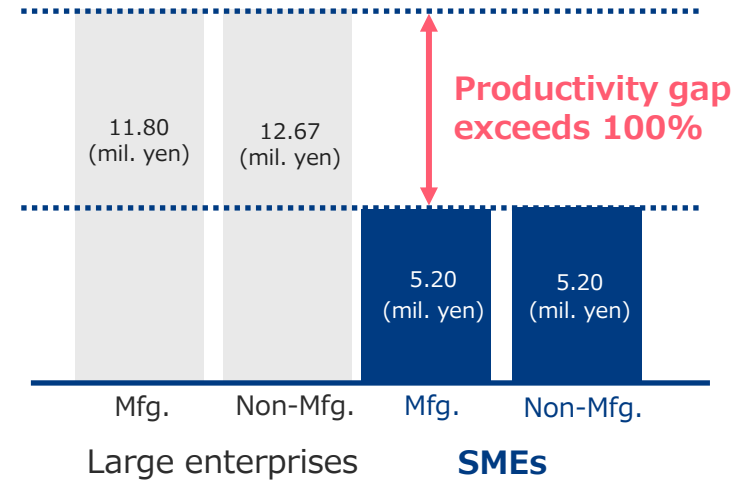 Productivity gap
exceeds 100%
11.80
(mil. yen)
12.67
(mil. yen)
5.20
(mil. yen)
5.20
(mil. yen)
Mfg.
Non-Mfg.
Mfg.
Non-Mfg.
Large enterprises
SMEs